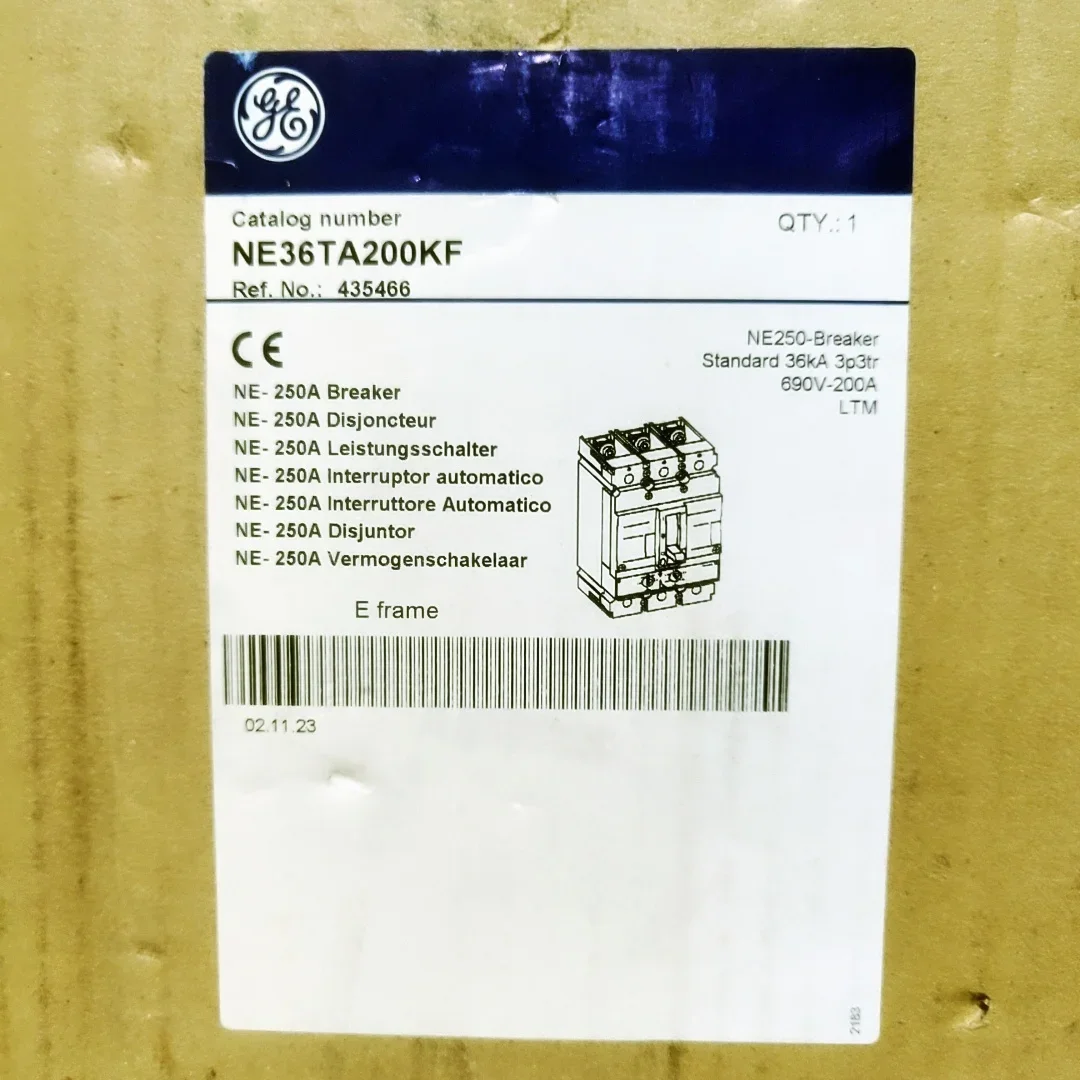 GE
Catalog number
QTY.: 1
NE36TA200KF
Ref. No.: 435466
CE
NE250-Breaker
Standard 36kA 3p3tr
690V-200A
LTM
NE- 250A Breaker
NE- 250A Disjoncteur
NE- 250A Leistungsschalter
NE- 250A Interruptor automatico
NE- 250A Interruttore Automatico
NE- 250A Disjuntor
NE- 250A Vermogenschakelaar
E frame
02.11.23
2183